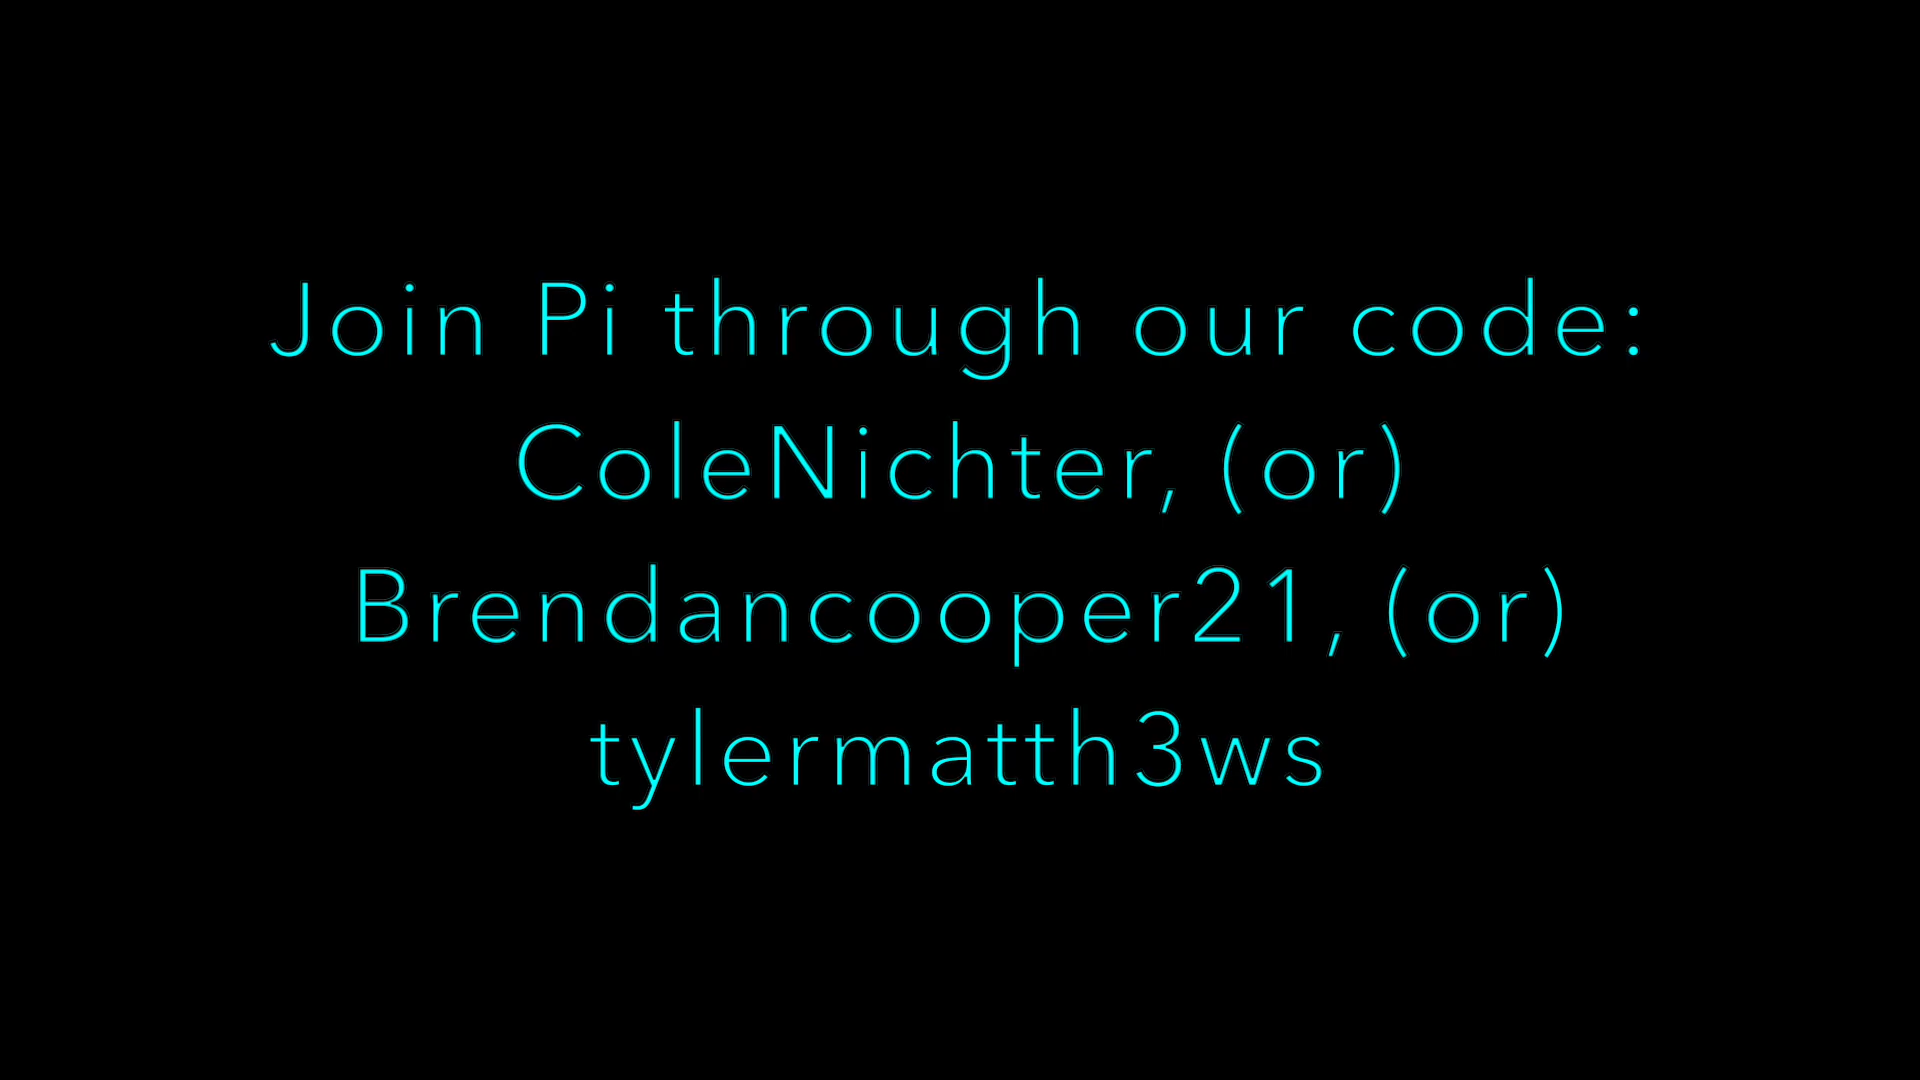 Join Pi through our code:
ColeNichter, (or)
Brendancooper21, (or)
tylermatth3ws